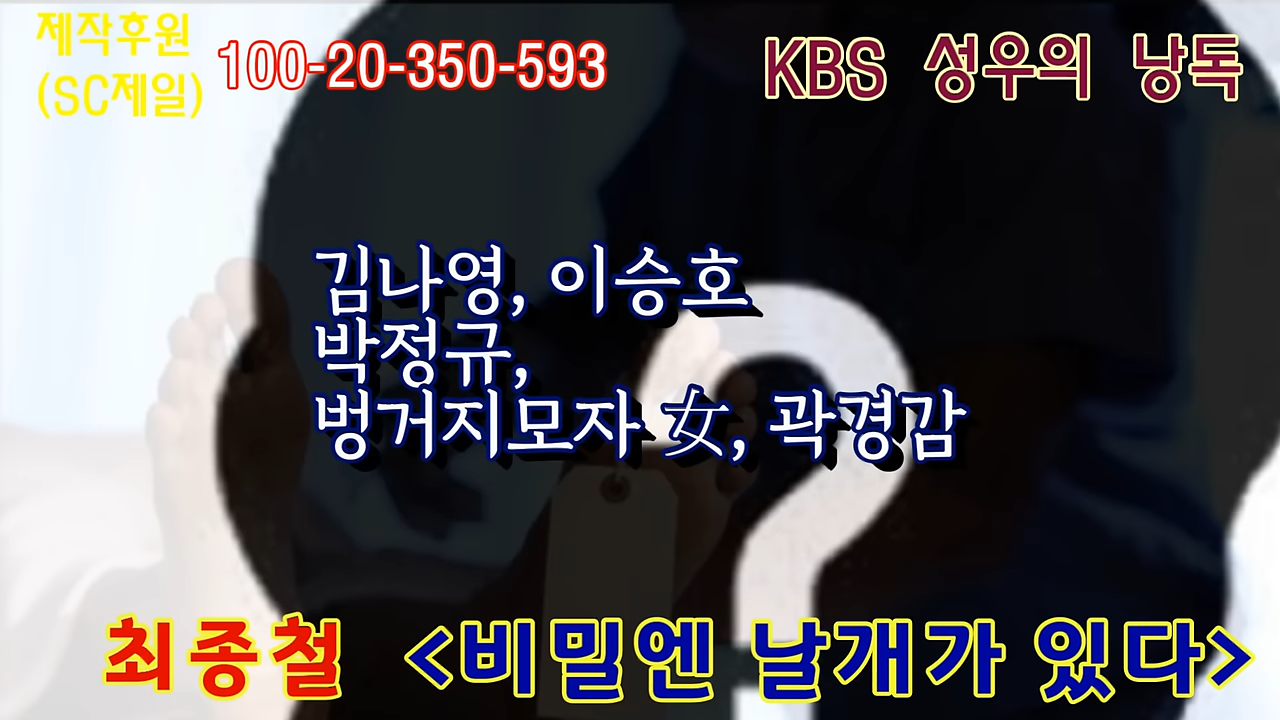 제작후원
(SC제일)
100-20-350-593
KBS 성우의 낭독
김나영, 이승호
박정규,
벙거지모자 女, 곽경감
최종철 <비밀엔 날개가 있다>